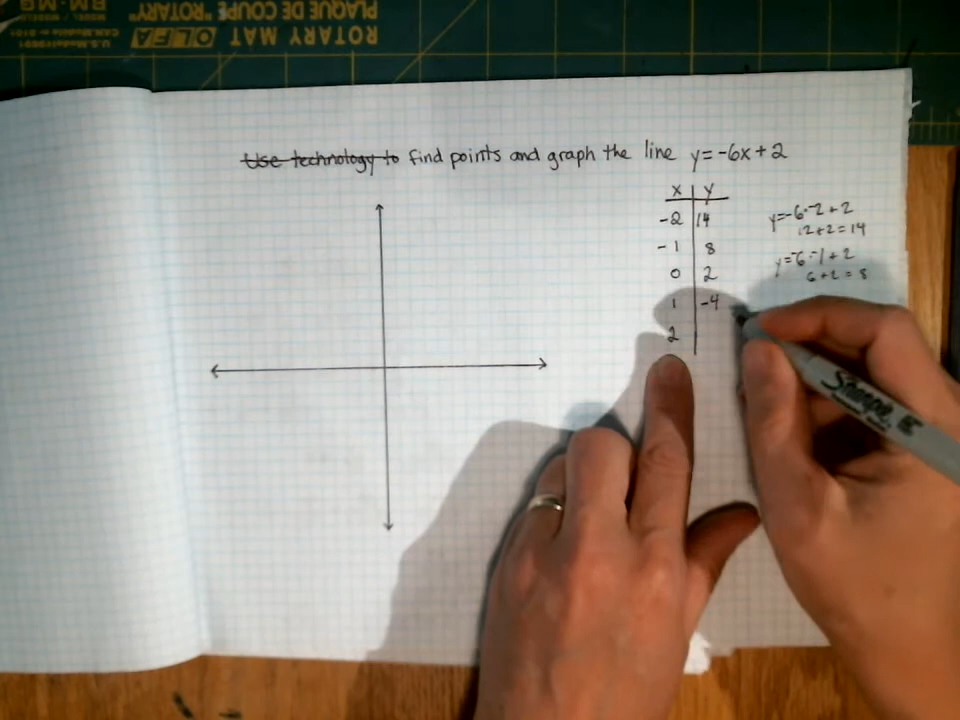 ROTARY MAT OLFA
PLAQUE DE COUPE "ROTARY"
BM-MG
Use technology to find points and graph the line y=-6x+2
x y
-2 14
-1 8
0 2
1 -4
2
y=-6·-2+2
12+2=14
y=-6·-1+2
6+2=8
Sharpie